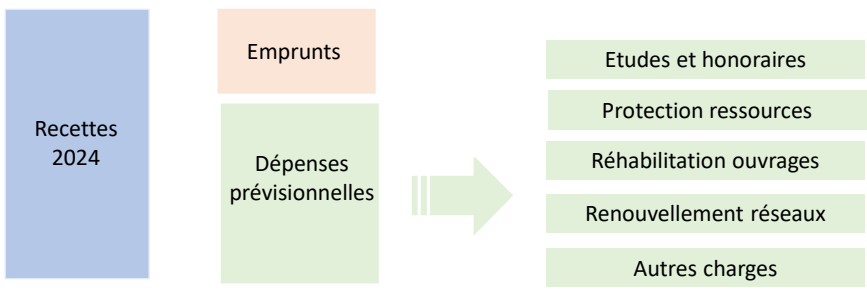 Recettes
2024
Emprunts
Dépenses
prévisionnelles
Etudes et honoraires
Protection ressources
Réhabilitation ouvrages
Renouvellement réseaux
Autres charges